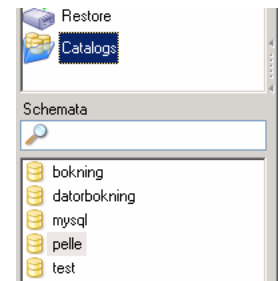 Restore
Catalogs
Schemata
bokning
datorbokning
mysql
pelle
test